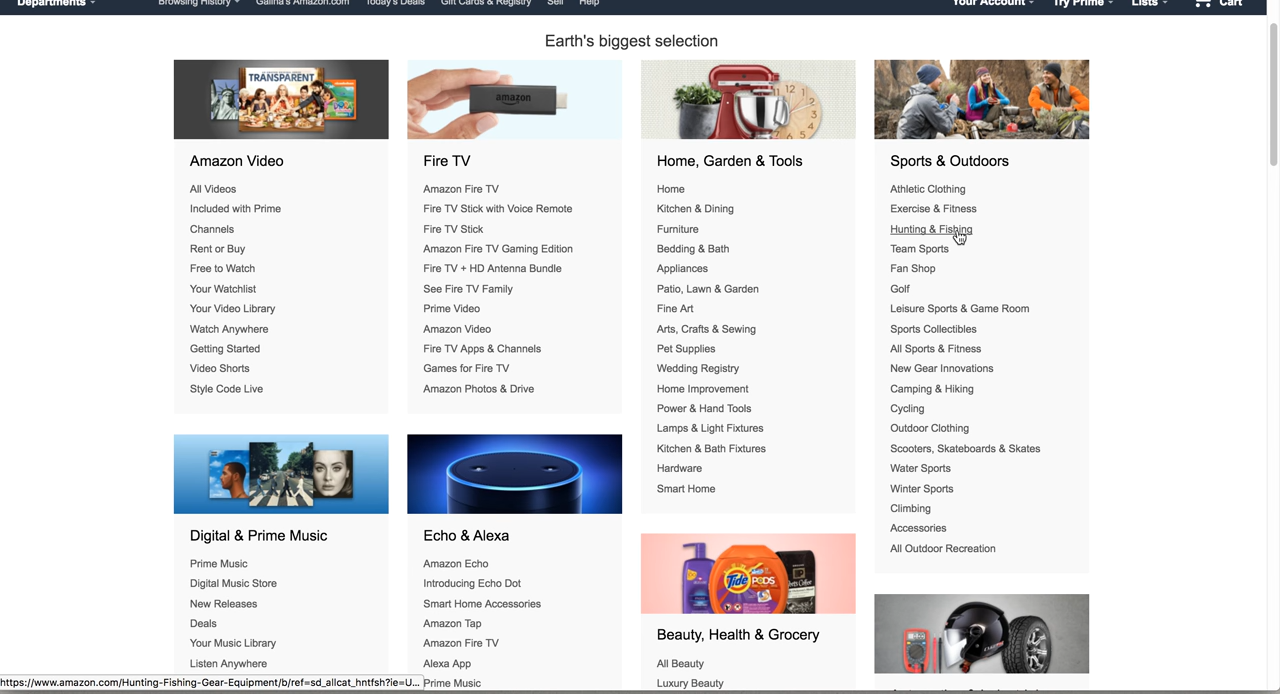 Departments
Browsing History
Galina's Amazon.com
Today's Deals
Gift Cards & Registry
Sell
Help
Your Account
Try Prime
Lists
Cart
Earth's biggest selection
TRANSPARENT
Amazon Video
All Videos
Included with Prime
Channels
Rent or Buy
Free to Watch
Your Watchlist
Your Video Library
Watch Anywhere
Getting Started
Video Shorts
Style Code Live
amazon
Fire TV
Amazon Fire TV
Fire TV Stick with Voice Remote
Fire TV Stick
Amazon Fire TV Gaming Edition
Fire TV + HD Antenna Bundle
See Fire TV Family
Prime Video
Amazon Video
Fire TV Apps & Channels
Games for Fire TV
Amazon Photos & Drive
Home, Garden & Tools
Home
Kitchen & Dining
Furniture
Bedding & Bath
Appliances
Patio, Lawn & Garden
Fine Art
Arts, Crafts & Sewing
Pet Supplies
Wedding Registry
Home Improvement
Power & Hand Tools
Lamps & Light Fixtures
Kitchen & Bath Fixtures
Hardware
Smart Home
Sports & Outdoors
Athletic Clothing
Exercise & Fitness
Hunting & Fishing
Team Sports
Fan Shop
Golf
Leisure Sports & Game Room
Sports Collectibles
All Sports & Fitness
New Gear Innovations
Camping & Hiking
Cycling
Outdoor Clothing
Scooters, Skateboards & Skates
Water Sports
Winter Sports
Climbing
Accessories
All Outdoor Recreation
Digital & Prime Music
Prime Music
Digital Music Store
New Releases
Deals
Your Music Library
Listen Anywhere
Echo & Alexa
Amazon Echo
Introducing Echo Dot
Smart Home Accessories
Amazon Tap
Amazon Fire TV
Alexa App
Prime Music
Tide
PODS
Beauty, Health & Grocery
All Beauty
Luxury Beauty
https://www.amazon.com/Hunting-Fishing-Gear-Equipment/b/ref=sd_allcat_hntfsh?ie=U...